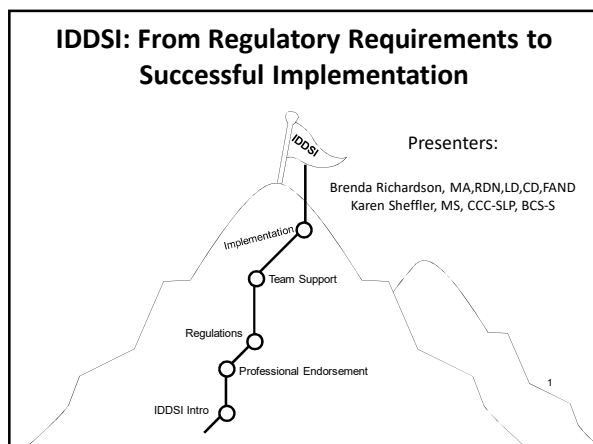 IDDSI: From Regulatory Requirements to
Successful Implementation
IDDSI
Presenters:
Brenda Richardson, MA,RDN,LD,CD,FAND
Karen Sheffler, MS, CCC-SLP, BCS-S
Implementation
Team Support
Regulations
Professional Endorsement
IDDSI Intro
1